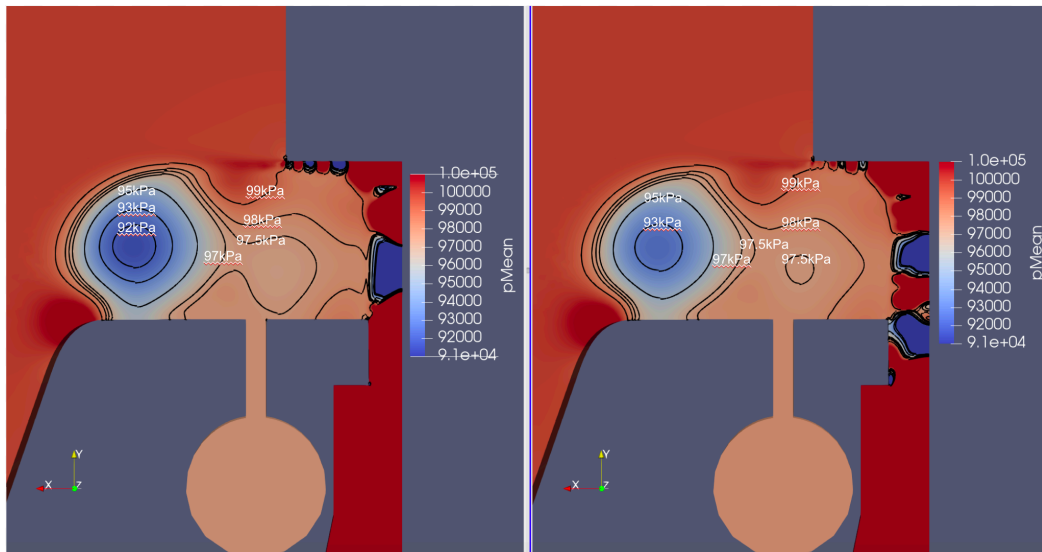 95kPa
93kPa
92kPa
99kPa
98kPa
97.5kPa
97kPa
1.0e+05
100000
99000
98000
97000
96000
95000
94000
93000
92000
9.1e+04
pMean
Y
X
Z
95kPa
93kPa
99kPa
98kPa
97.5kPa
97kPa
97.5kPa
1.0e+05
100000
99000
98000
97000
96000
95000
94000
93000
92000
9.1e+04
pMean
Y
X
Z